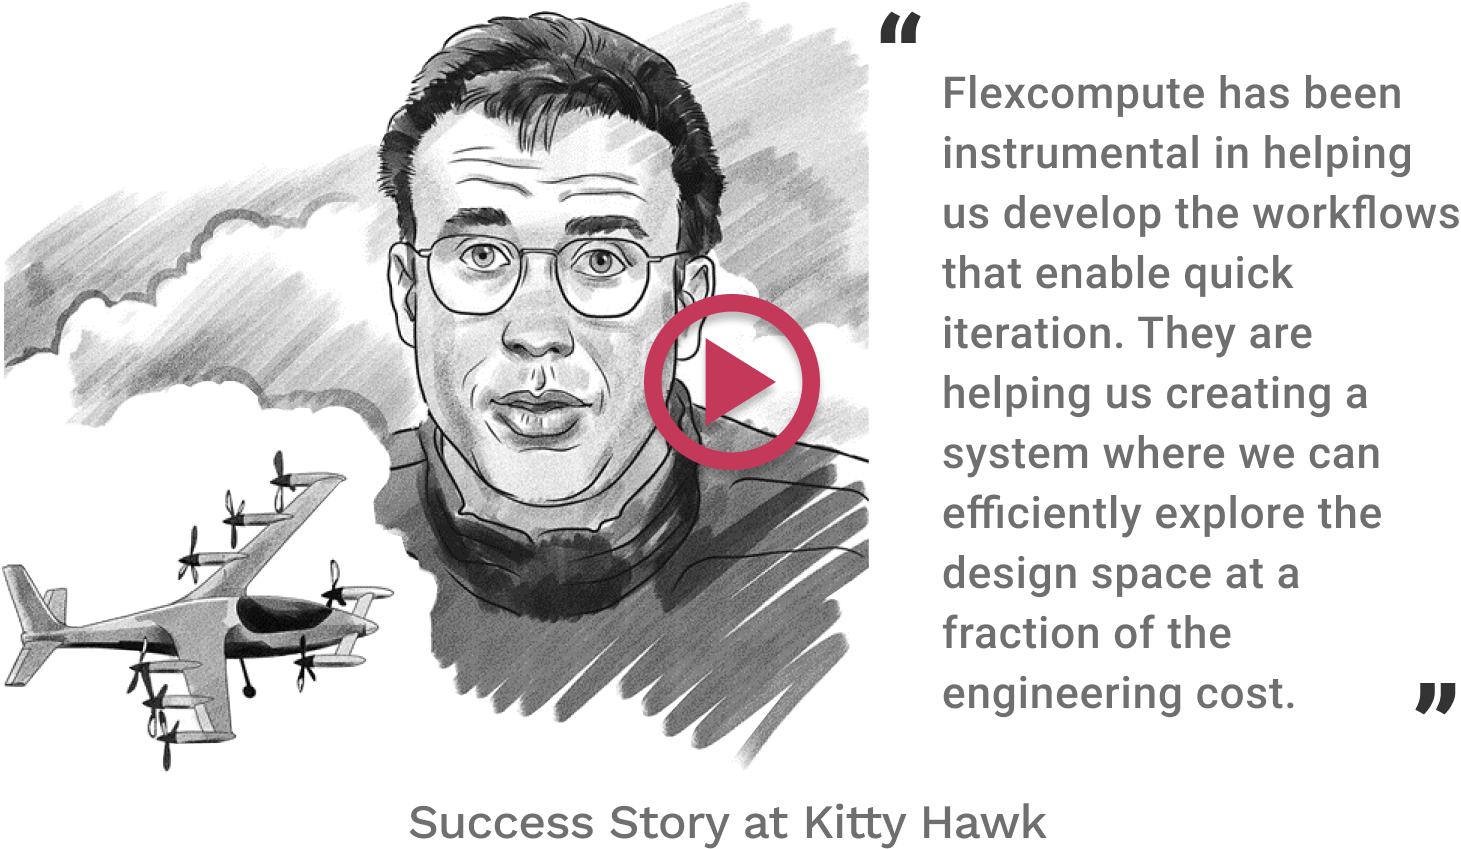 “
Flexcompute has been
instrumental in helping
us develop the workflows
that enable quick
iteration. They are
helping us creating a
system where we can
efficiently explore the
design space at a
fraction of the
engineering cost.
”
Success Story at Kitty Hawk